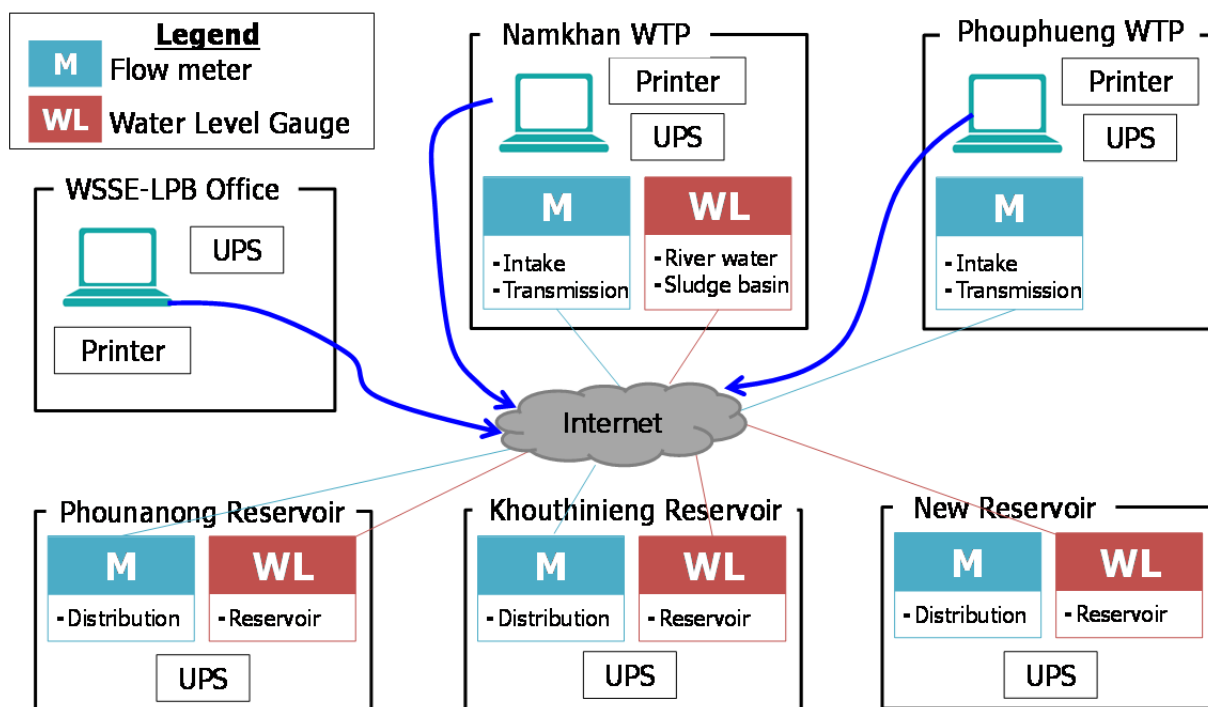 Legend
M Flow meter
WL Water Level Gauge
WSSE-LPB Office
UPS
Printer
Namkhan WTP
Printer
UPS
M
- Intake
- Transmission
WL
- River water
- Sludge basin
Phouphueng WTP
Printer
UPS
M
- Intake
- Transmission
Internet
Phounanong Reservoir
M
- Distribution
WL
- Reservoir
UPS
Khouthinieng Reservoir
M
- Distribution
WL
- Reservoir
UPS
New Reservoir
M
- Distribution
WL
- Reservoir
UPS